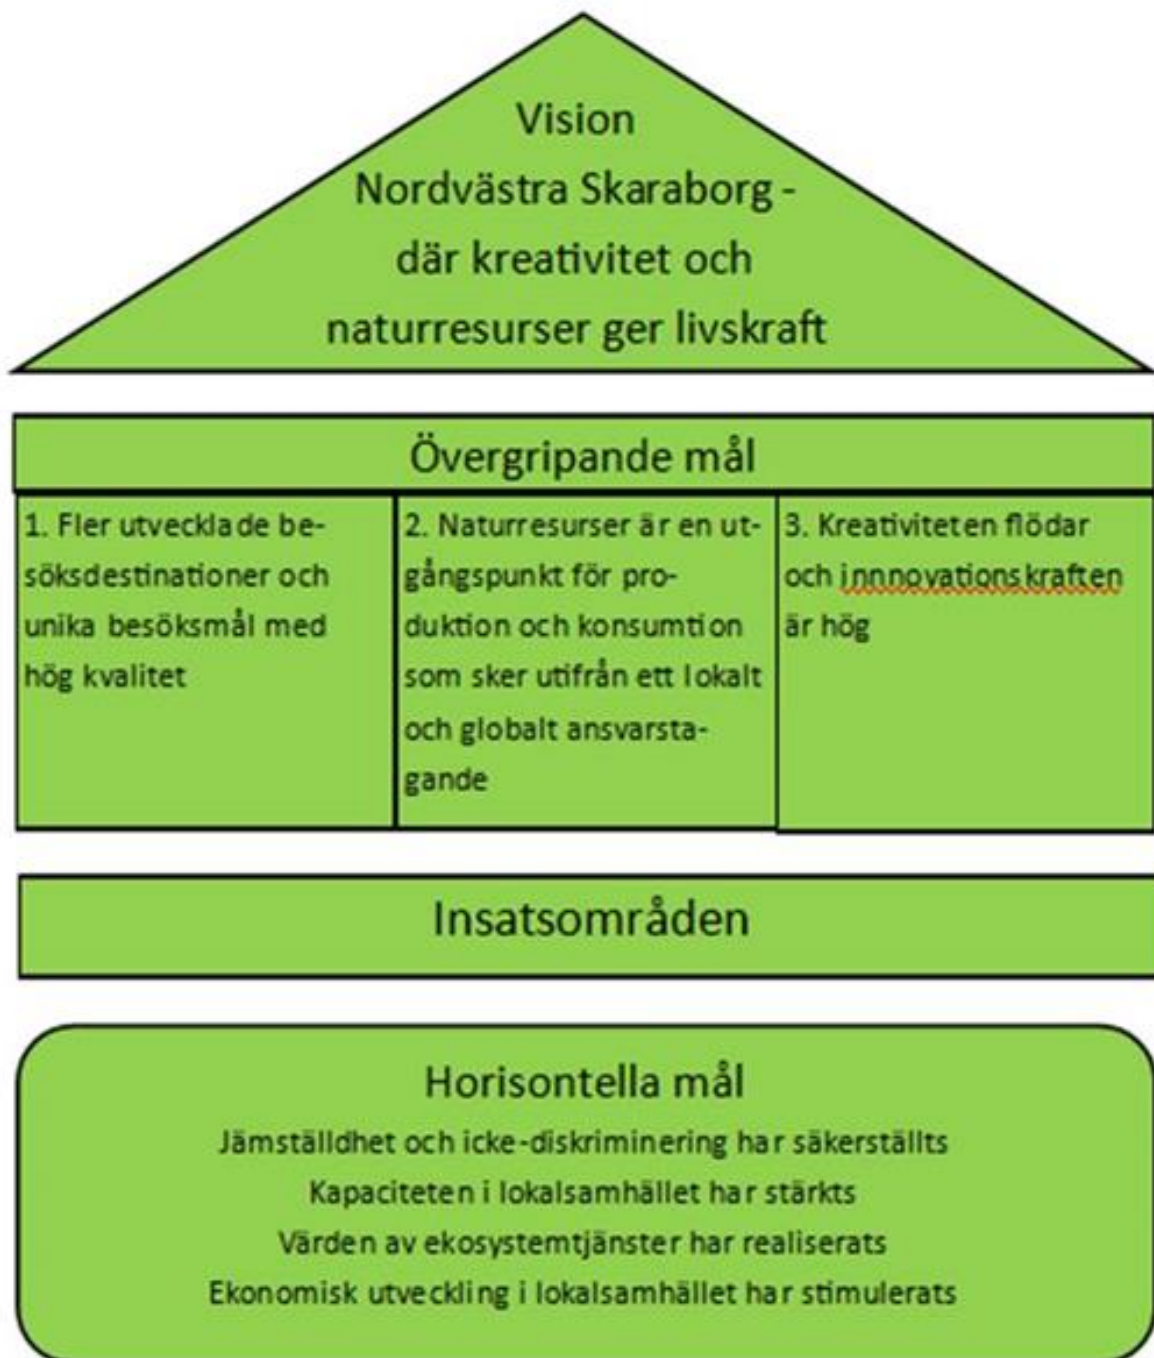 Vision
Nordvästra Skaraborg -
där kreativitet och
naturresurser ger livskraft
Övergripande mål
1. Fler utvecklade be-
söksdestinationer och
unika besöksmål med
hög kvalitet
2. Naturresurser är en ut-
gångspunkt för pro-
duktion och konsumtion
som sker utifrån ett lokalt
och globalt ansvarsta-
gande
3. Kreativiteten flödar
och innnovationskraften
är hög
Insatsområden
Horisontella mål
Jämställdhet och icke-diskriminering har säkerställts
Kapaciteten i lokalsamhället har stärkts
Värden av ekosystemtjänster har realiserats
Ekonomisk utveckling i lokalsamhället har stimulerats